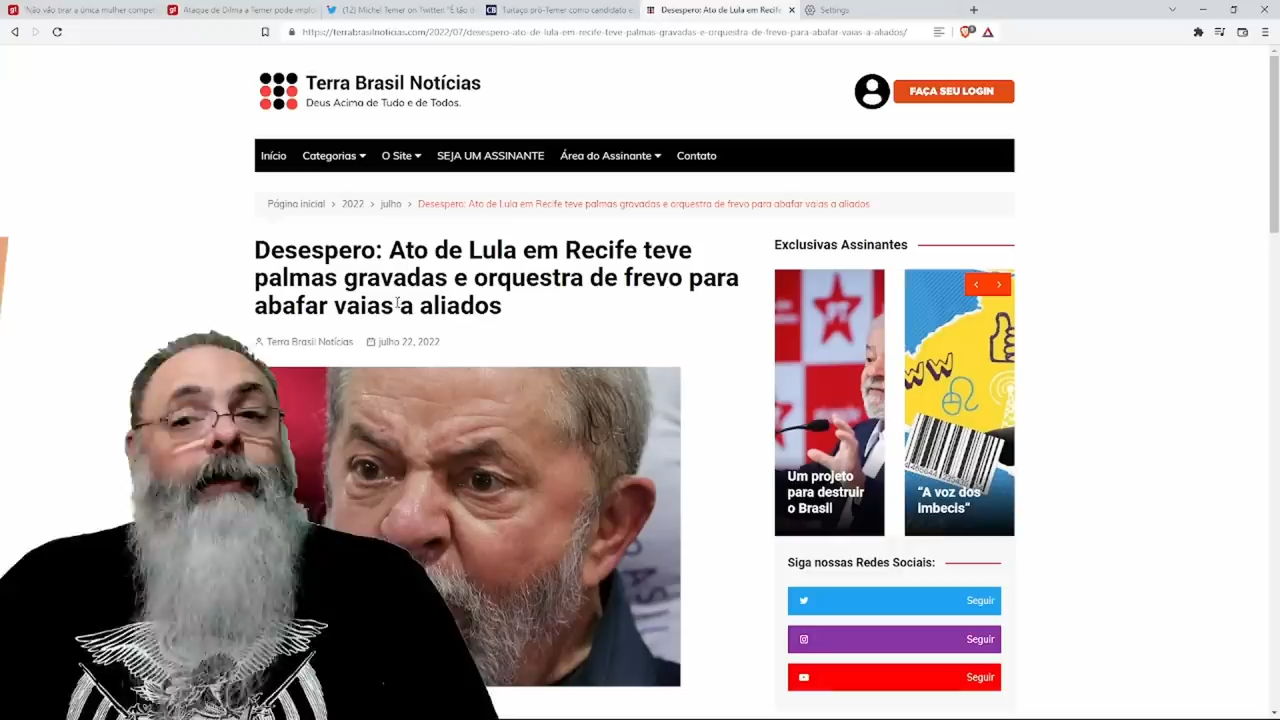 "Não vão tirar a única mulher compet
Ataque de Dilma a Temer pode implo
(12) Michel Temer on Twitter: "É tão d
Tuitaço pró-Temer como candidato e
Desespero: Ato de Lula em Recife
Settings
https://terrabrasilnoticias.com/2022/07/desespero-ato-de-lula-em-recife-teve-palmas-gravadas-e-orquestra-de-frevo-para-abafar-vaias-a-aliados/
Terra Brasil Notícias
Deus Acima de Tudo e de Todos.
FAÇA SEU LOGIN
Início Categorias O Site SEJA UM ASSINANTE Área do Assinante Contato
Página inicial > 2022 > julho > Desespero: Ato de Lula em Recife teve palmas gravadas e orquestra de frevo para abafar vaias a aliados
Desespero: Ato de Lula em Recife teve
palmas gravadas e orquestra de frevo para
abafar vaias a aliados
Terra Brasil Notícias julho 22, 2022
Exclusivas Assinantes
PT
Um projeto
para destruir
o Brasil
WW
"A voz dos
imbecis"
Siga nossas Redes Sociais:
Seguir
Seguir
Seguir